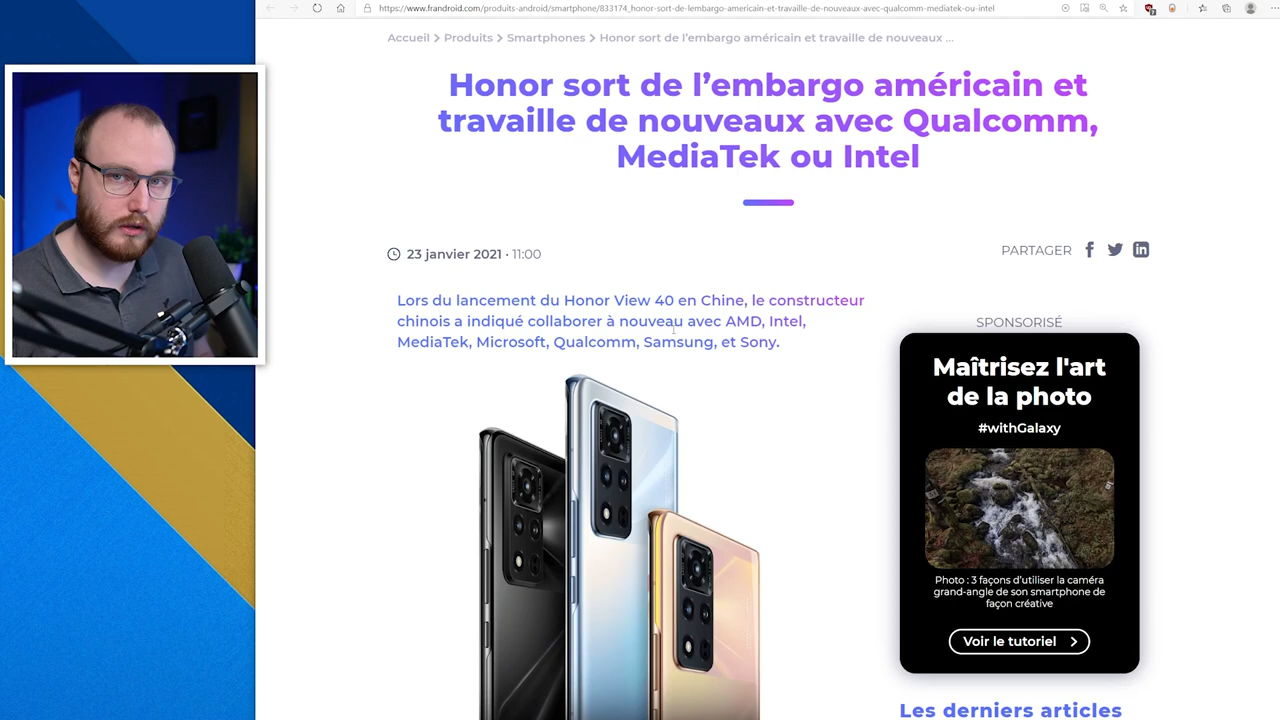 https://www.frandroid.com/produits-android/smartphone/833174_honor-sort-de-lembargo-americain-et-travaille-de-nouveaux-avec-qualcomm-mediatek-ou-intel
Accueil > Produits > Smartphones > Honor sort de l'embargo américain et travaille de nouveaux ...
Honor sort de l'embargo américain et
travaille de nouveaux avec Qualcomm,
MediaTek ou Intel
23 janvier 2021 · 11:00
PARTAGER
Lors du lancement du Honor View 40 en Chine, le constructeur
chinois a indiqué collaborer à nouveau avec AMD, Intel,
MediaTek, Microsoft, Qualcomm, Samsung, et Sony.
SPONSORISÉ
Maîtrisez l'art
de la photo
#withGalaxy
Photo : 3 façons d'utiliser la caméra
grand-angle de son smartphone de
façon créative
Voir le tutoriel >
Les derniers articles